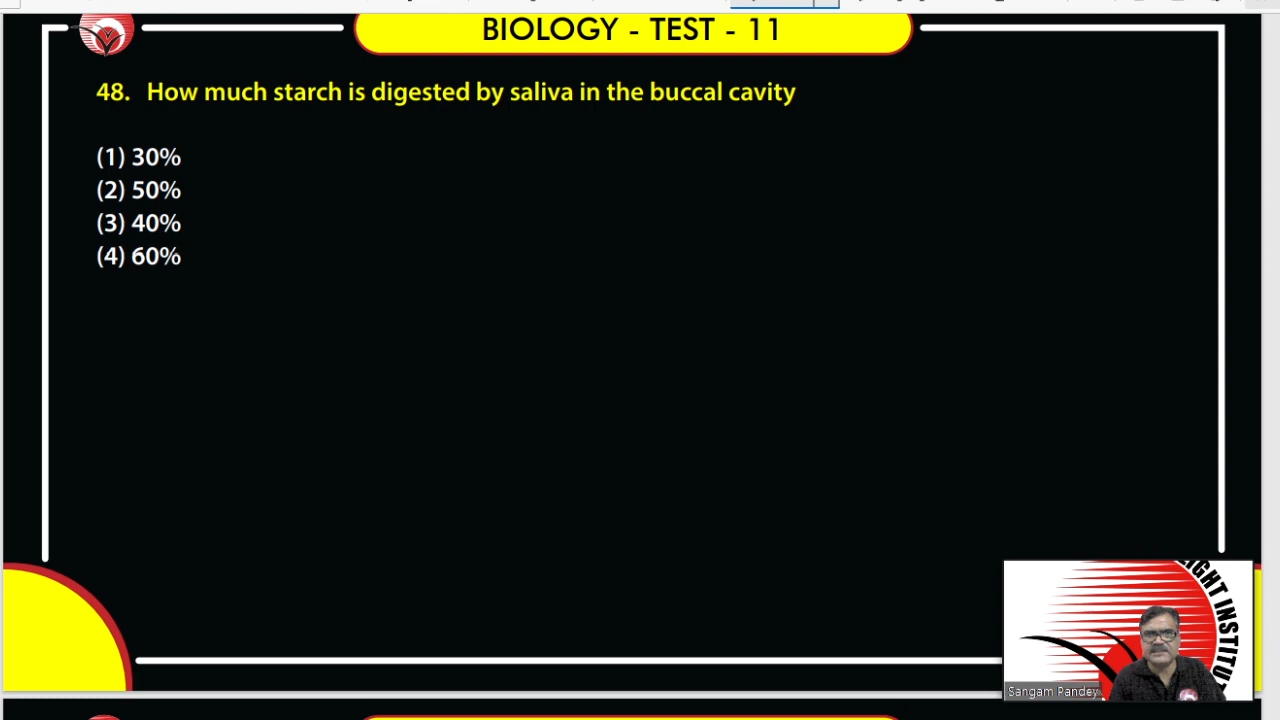 BIOLOGY - TEST - 11
48. How much starch is digested by saliva in the buccal cavity
(1) 30%
(2) 50%
(3) 40%
(4) 60%
Sangam Pandey